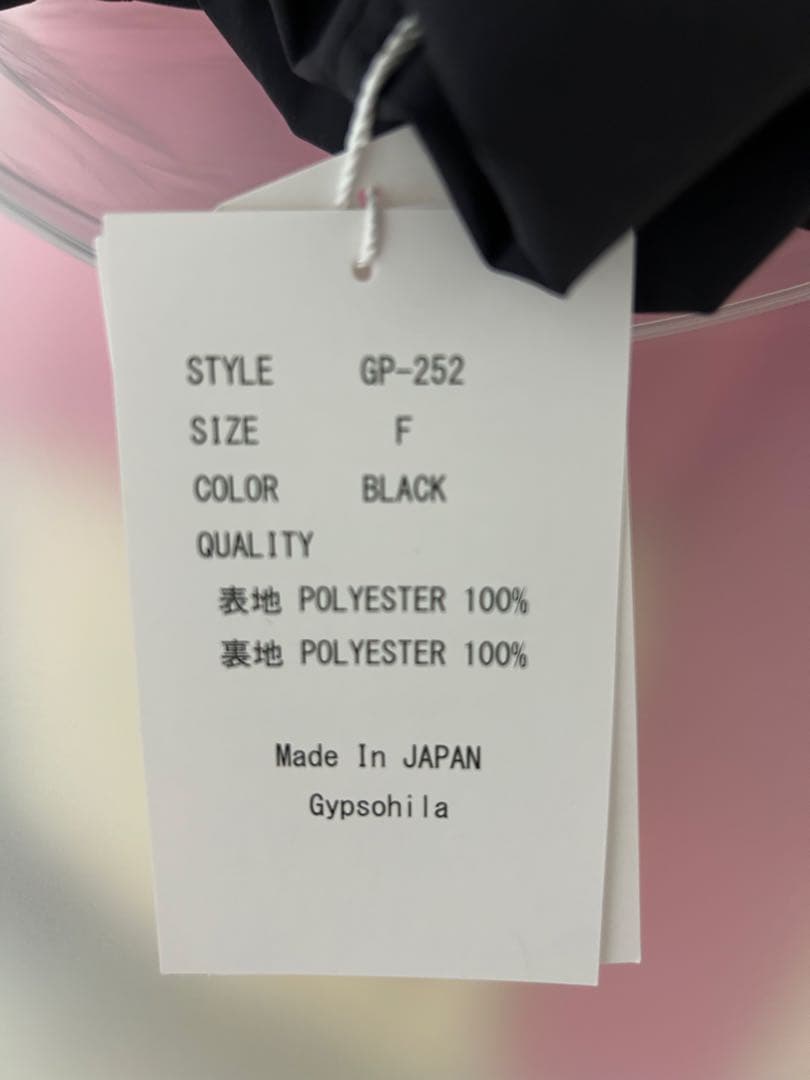 STYLE GP-252
SIZE F
COLOR BLACK
QUALITY
表地 POLYESTER 100%
裏地 POLYESTER 100%
Made In JAPAN
Gypsohila